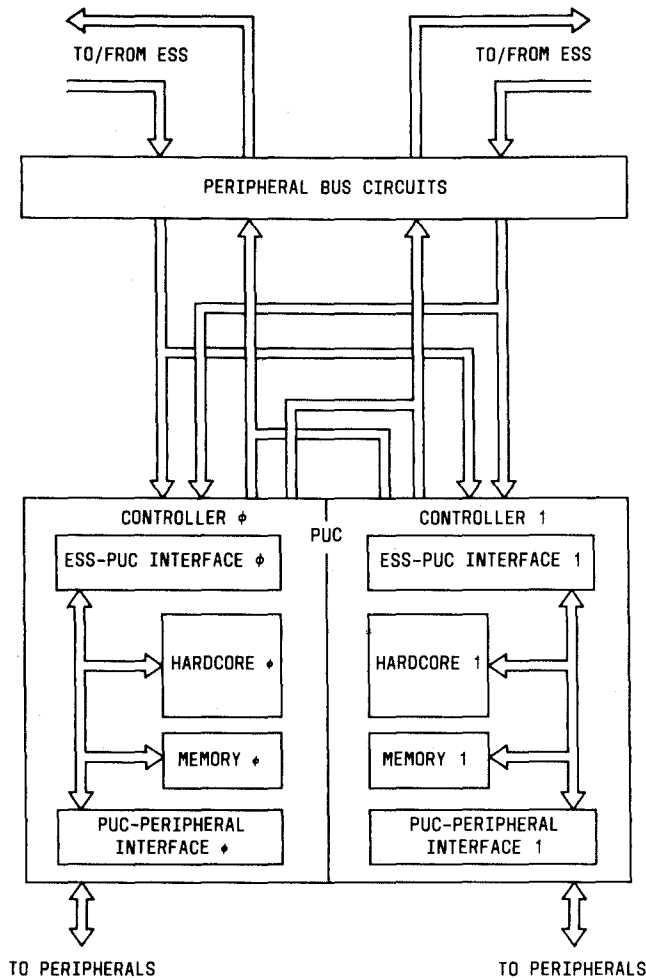 TO/FROM ESS
TO/FROM ESS
PERIPHERAL BUS CIRCUITS
CONTROLLER ϕ
PUC
CONTROLLER 1
ESS-PUC INTERFACE ϕ
ESS-PUC INTERFACE 1
HARDCORE ϕ
HARDCORE 1
MEMORY ϕ
MEMORY 1
PUC-PERIPHERAL
INTERFACE ϕ
PUC-PERIPHERAL
INTERFACE 1
TO PERIPHERALS
TO PERIPHERALS